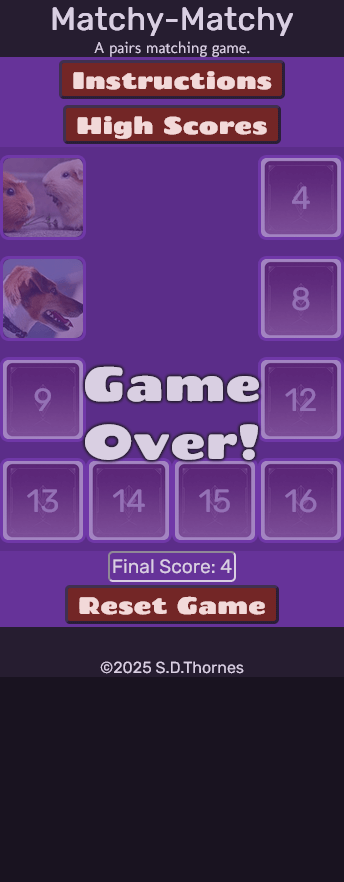 Matchy-Matchy
A pairs matching game.
Instructions
High Scores
4
8
9
12
Game
Over!
13
14
15
16
Final Score: 4
Reset Game
©2025 S.D.Thornes